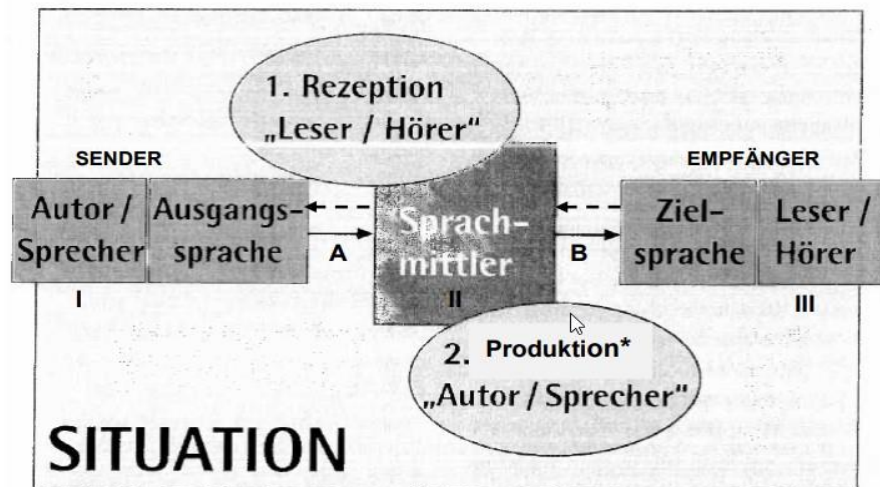 1. Rezeption
„Leser / Hörer“
SENDER
EMPFÄNGER
Autor /
Sprecher
Ausgangs-
sprache
A
Sprach-
mittler
B
Ziel-
sprache
Leser /
Hörer
I
II
III
2. Produktion*
„Autor / Sprecher“
SITUATION